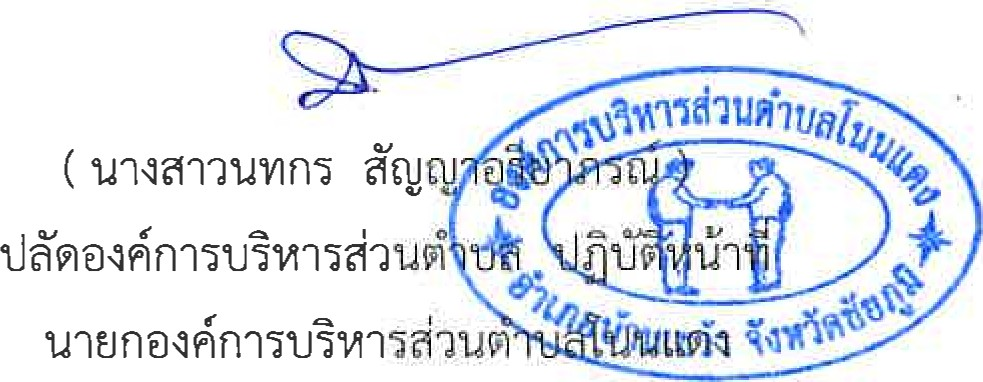 ( นางสาวนทกร สัญญาอริยาภรณ์ )
ปลัดองค์การบริหารส่วนตำบล ปฏิบัติหน้าที่
นายกองค์การบริหารส่วนตำบลโนนแดง
องค์การบริหารส่วนตำบลโนนแดง
จังหวัดชัยภูมิ